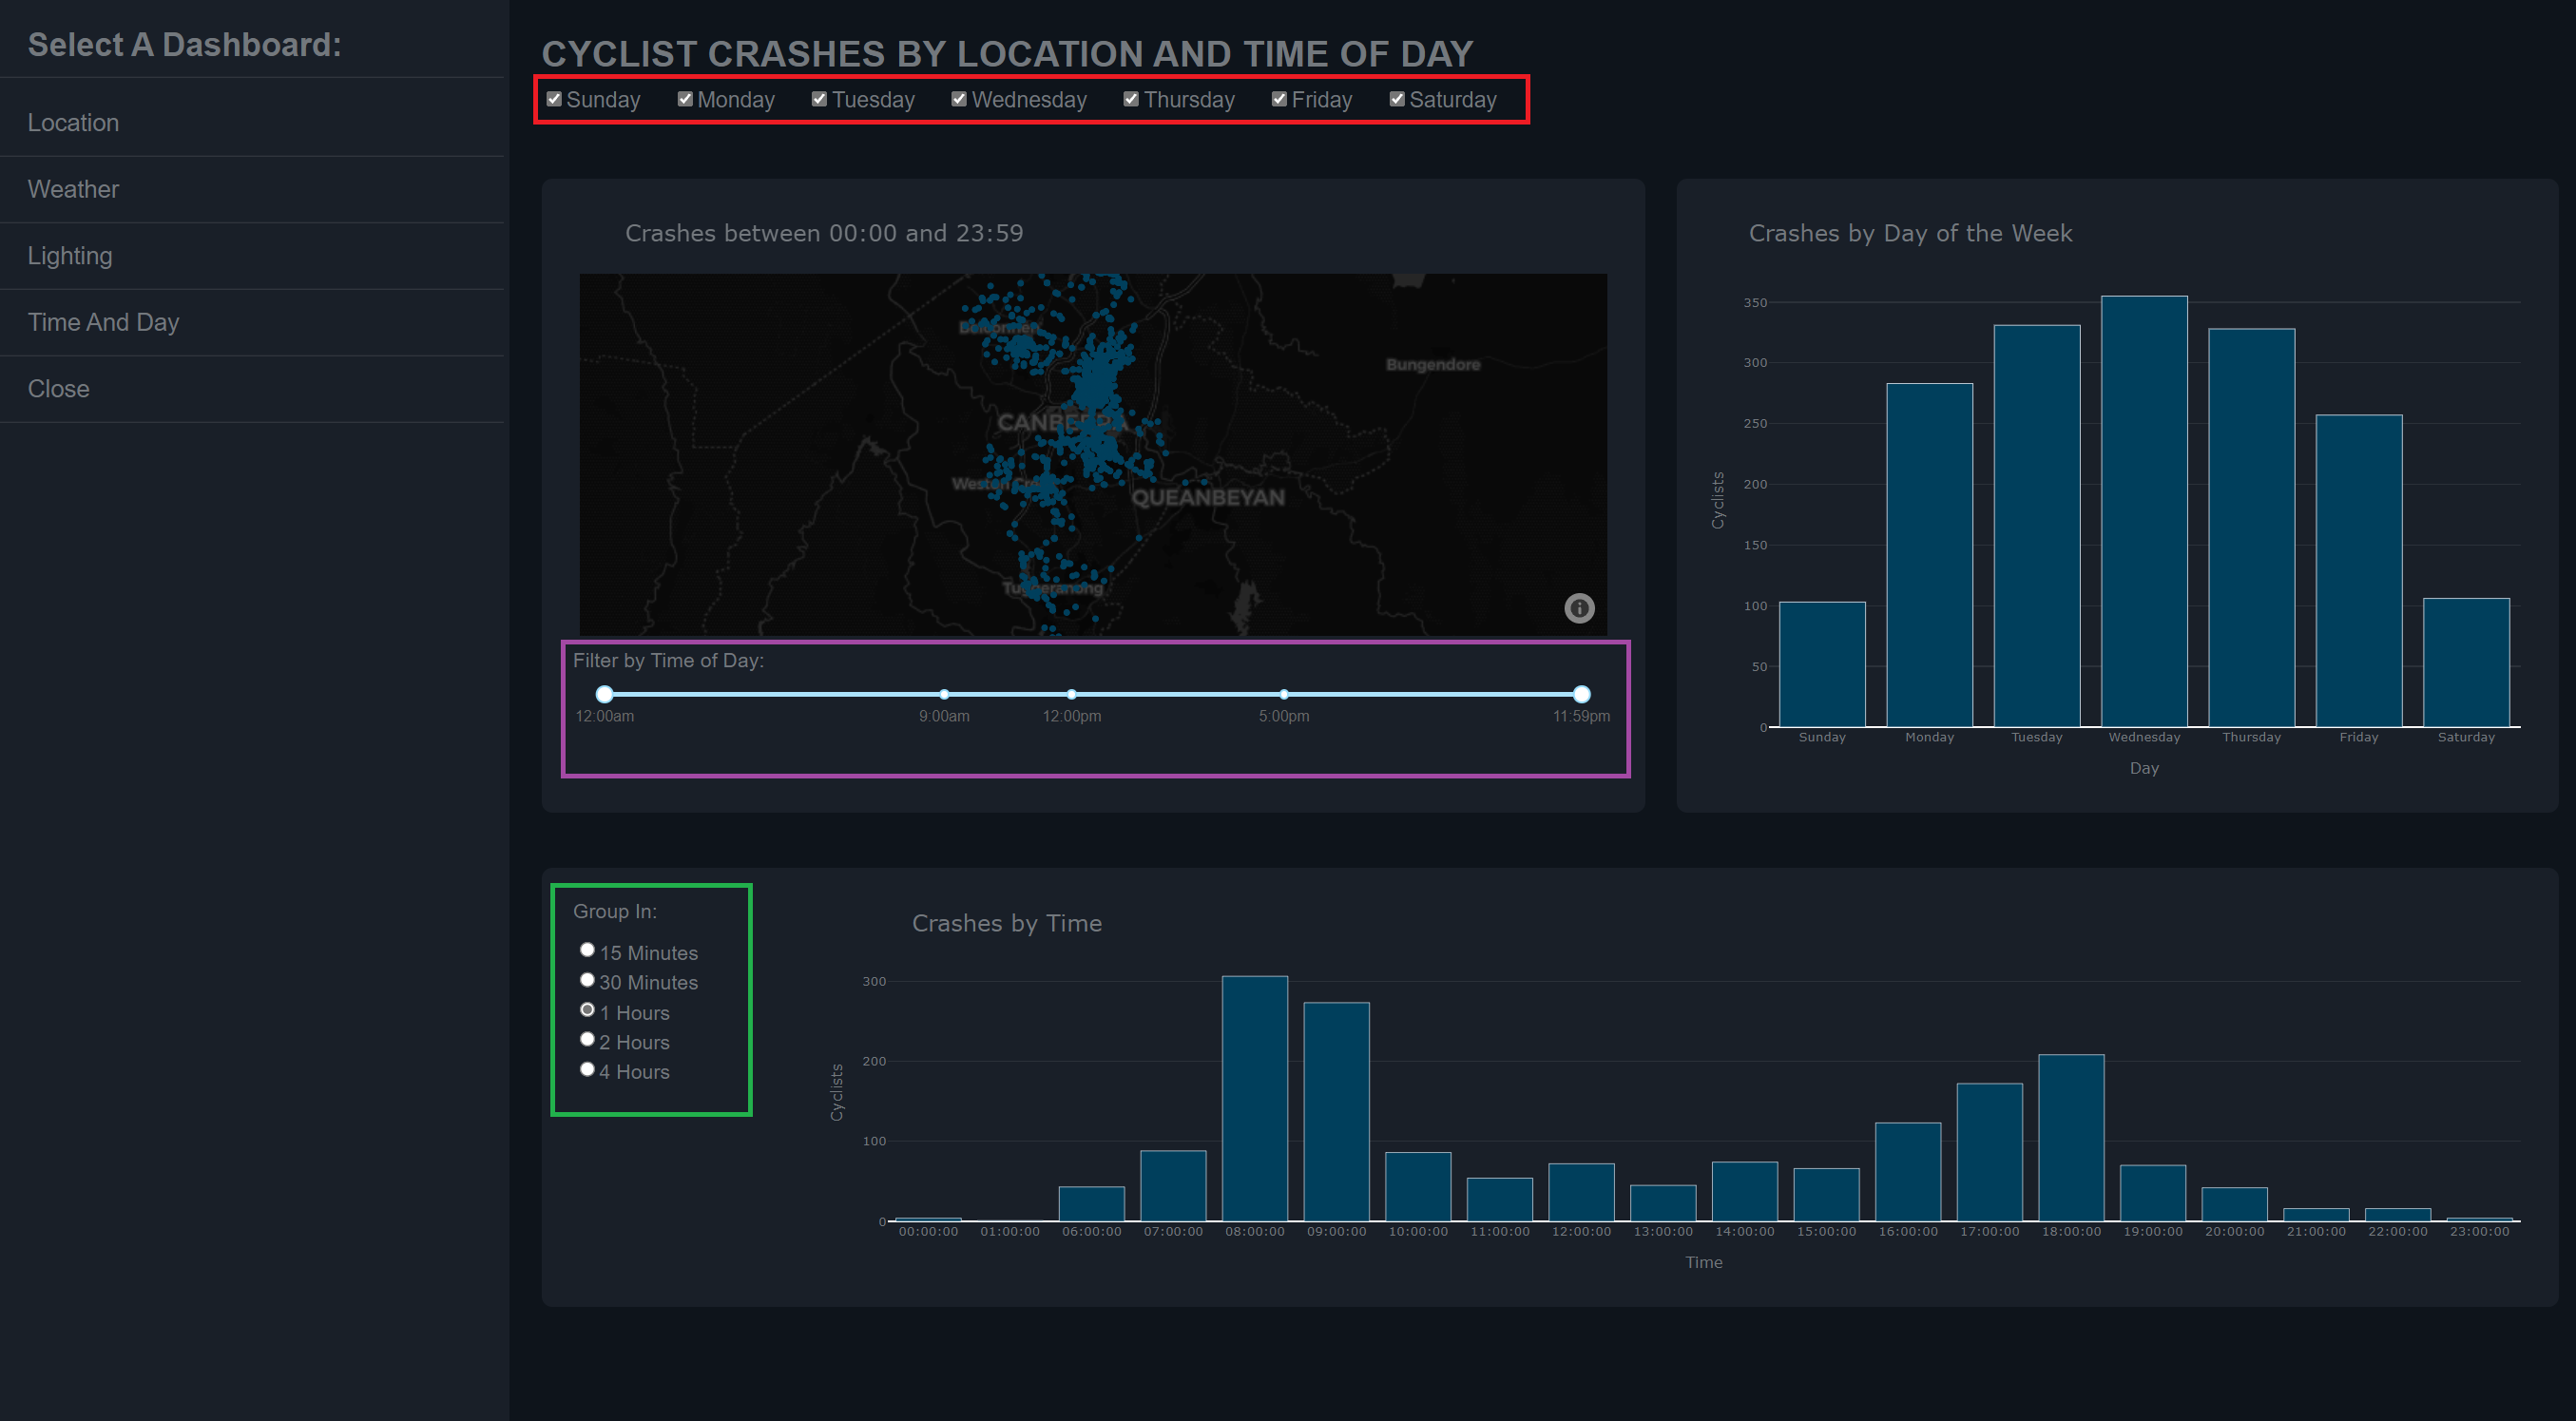 Select A Dashboard:
Location
Weather
Lighting
Time And Day
Close
CYCLIST CRASHES BY LOCATION AND TIME OF DAY
Sunday Monday Tuesday Wednesday Thursday Friday Saturday
Crashes between 00:00 and 23:59
Belconnen
Bungendore
CANBERRA
Weston Cre
QUEANBEYAN
Tuggeranong
Filter by Time of Day:
12:00am 9:00am 12:00pm 5:00pm 11:59pm
Crashes by Day of the Week
350
300
250
200
150
100
50
0
Cyclists
Sunday Monday Tuesday Wednesday Thursday Friday Saturday
Day
Group In:
15 Minutes
30 Minutes
1 Hours
2 Hours
4 Hours
Crashes by Time
300
200
100
0
Cyclists
00:00:00 01:00:00 06:00:00 07:00:00 08:00:00 09:00:00 10:00:00 11:00:00 12:00:00 13:00:00 14:00:00 15:00:00 16:00:00 17:00:00 18:00:00 19:00:00 20:00:00 21:00:00 22:00:00 23:00:00
Time